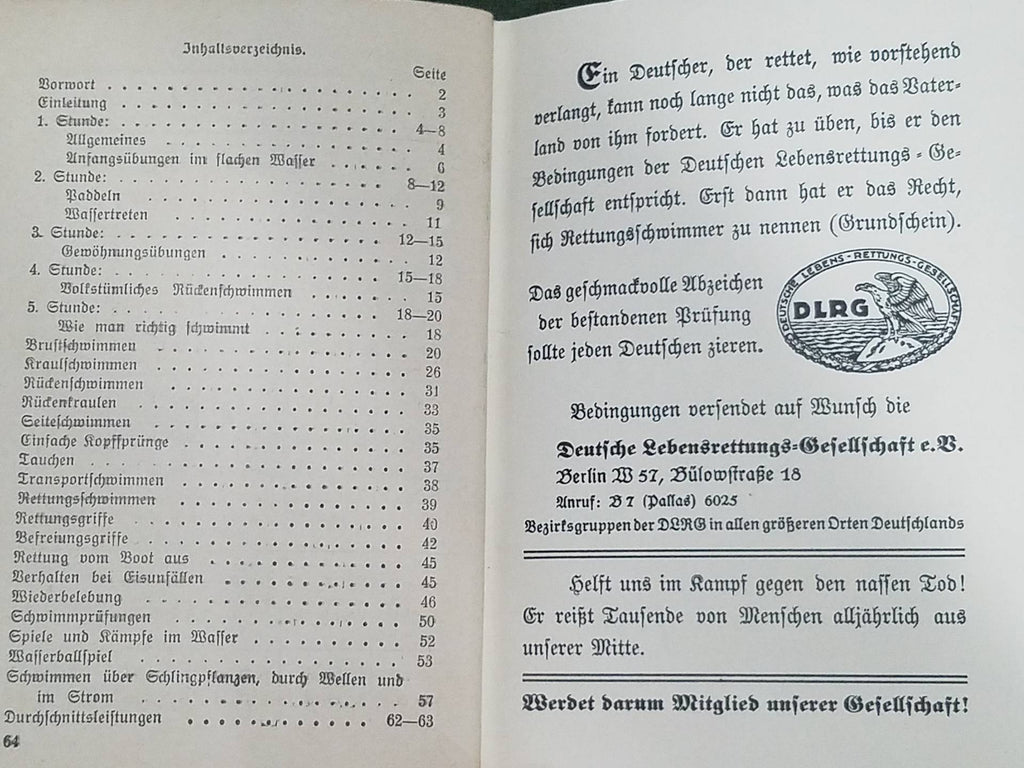 Inhaltsverzeichnis.
Seite
Vorwort . . . . . . . . . . . . . . . . 2
Einleitung . . . . . . . . . . . . . . . . 3
1. Stunde: . . . . . . . . . . . . . . . . 4—8
Allgemeines . . . . . . . . . . . . . . 4
Anfangsübungen im flachen Wasser . . . . . . 6
2. Stunde: . . . . . . . . . . . . . . . . 8—12
Paddeln . . . . . . . . . . . . . . . 9
Wassertreten . . . . . . . . . . . . . 11
3. Stunde: . . . . . . . . . . . . . . . . 12—15
Gewöhnungsübungen . . . . . . . . . . . 12
4. Stunde: . . . . . . . . . . . . . . . . 15—18
Volkstümliches Rückenschwimmen . . . . . . . 15
5. Stunde: . . . . . . . . . . . . . . . . 18—20
Wie man richtig schwimmt . . . . . . . . . 18
Brustschwimmen . . . . . . . . . . . . . . 20
Kraulschwimmen . . . . . . . . . . . . . . 26
Rückenschwimmen . . . . . . . . . . . . . . 31
Rückenkraulen . . . . . . . . . . . . . . . 33
Seiteschwimmen . . . . . . . . . . . . . . 35
Einfache Kopfsprünge . . . . . . . . . . . . 35
Tauchen . . . . . . . . . . . . . . . . . 37
Transportschwimmen . . . . . . . . . . . . . 38
Rettungsschwimmen . . . . . . . . . . . . . 39
Rettungsgriffe . . . . . . . . . . . . . . . 40
Befreiungsgriffe . . . . . . . . . . . . . . 42
Rettung vom Boot aus . . . . . . . . . . . . 45
Verhalten bei Eisunfällen . . . . . . . . . . 45
Wiederbelebung . . . . . . . . . . . . . . 46
Schwimmprüfungen . . . . . . . . . . . . . 50
Spiele und Kämpfe im Wasser . . . . . . . . . 52
Wasserballspiel . . . . . . . . . . . . . . 53
Schwimmen über Schlingpflanzen, durch Wellen und
im Strom . . . . . . . . . . . . . . . 57
Durchschnittsleistungen . . . . . . . . . . 62—63
64
Ein Deutscher, der rettet, wie vorstehend
verlangt, kann noch lange nicht das, was das Vater-
land von ihm fordert. Er hat zu üben, bis er den
Bedingungen der Deutschen Lebensrettungs-Ge-
sellschaft entspricht. Erst dann hat er das Recht,
sich Rettungsschwimmer zu nennen (Grundschein).
Das geschmackvolle Abzeichen
der bestandenen Prüfung
sollte jeden Deutschen zieren.
DEUTSCHE LEBENS-RETTUNGS-GESELLSCHAFT
DLRG
Bedingungen versendet auf Wunsch die
Deutsche Lebensrettungs-Gesellschaft e.V.
Berlin W 57, Bülowstraße 18
Anruf: B 7 (Pallas) 6025
Bezirksgruppen der DLRG in allen größeren Orten Deutschlands
Helft uns im Kampf gegen den nassen Tod!
Er reißt Tausende von Menschen alljährlich aus
unserer Mitte.
Werdet darum Mitglied unserer Gesellschaft!